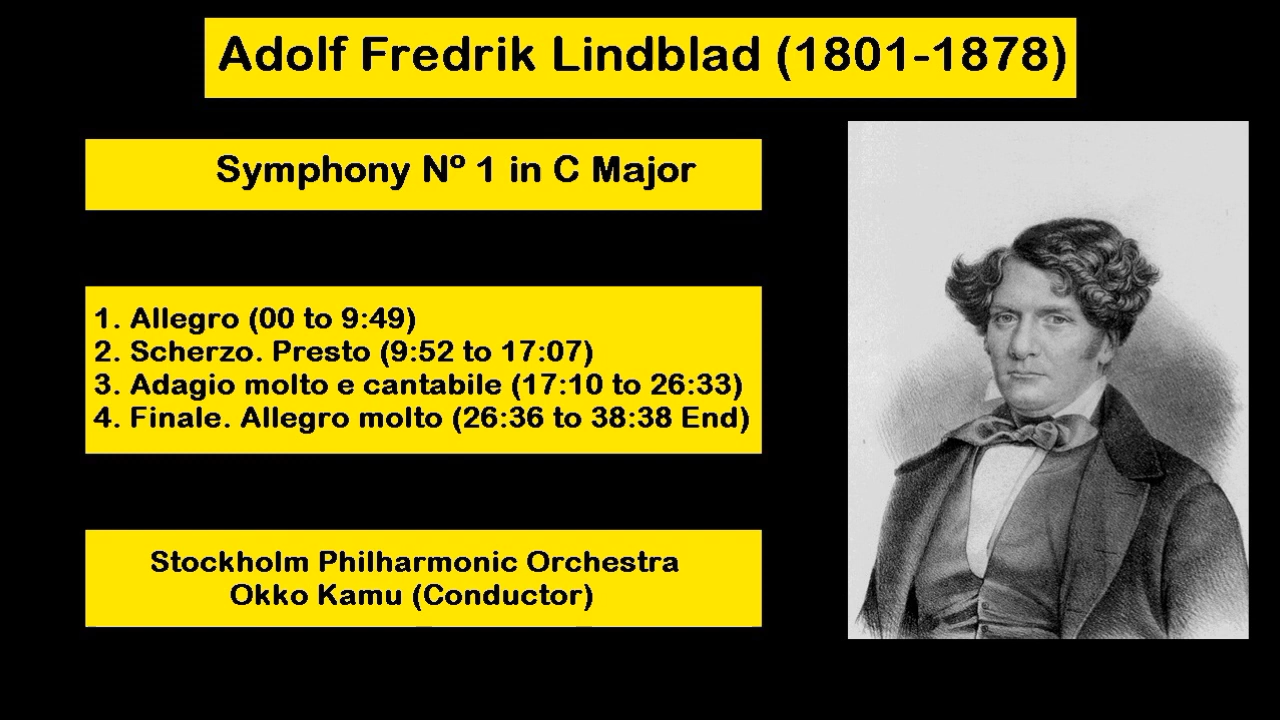 Adolf Fredrik Lindblad (1801-1878)
Symphony Nº 1 in C Major
1. Allegro (00 to 9:49)
2. Scherzo. Presto (9:52 to 17:07)
3. Adagio molto e cantabile (17:10 to 26:33)
4. Finale. Allegro molto (26:36 to 38:38 End)
Stockholm Philharmonic Orchestra
Okko Kamu (Conductor)